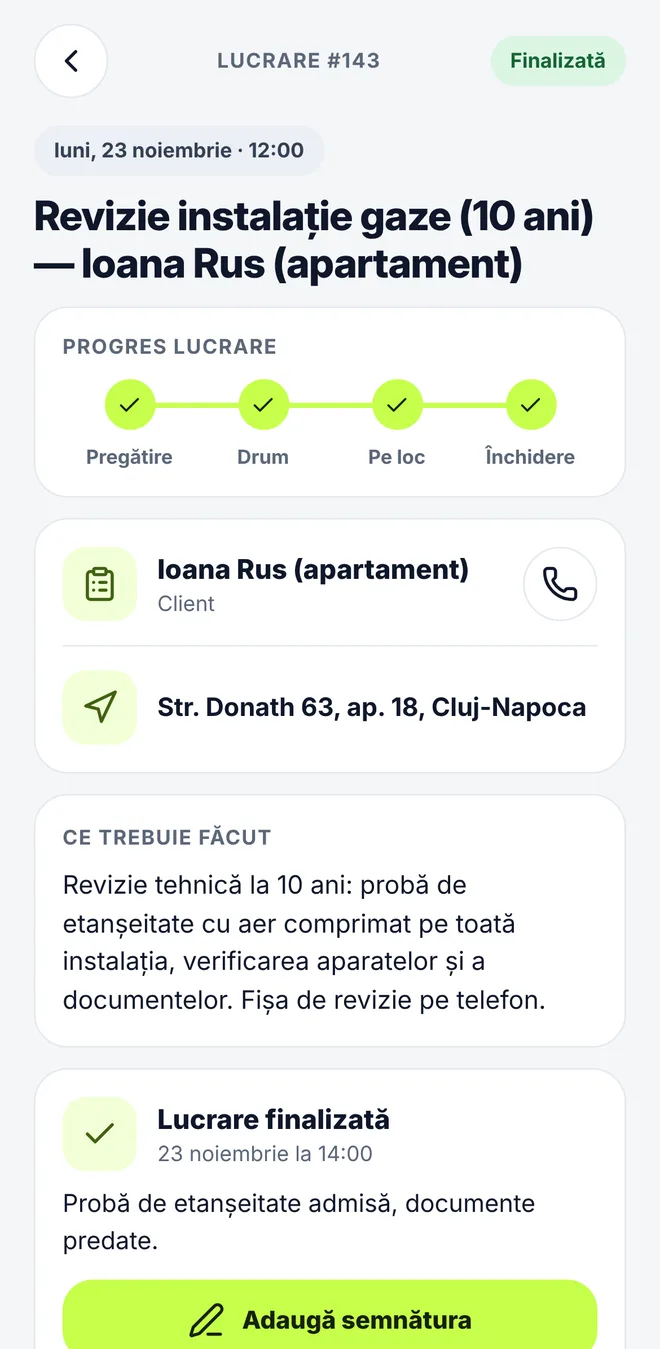 LUCRARE #143
Finalizată
luni, 23 noiembrie · 12:00
Revizie instalație gaze (10 ani)
— Ioana Rus (apartament)
PROGRES LUCRARE
Pregătire
Drum
Pe loc
Închidere
Ioana Rus (apartament)
Client
Str. Donath 63, ap. 18, Cluj-Napoca
CE TREBUIE FĂCUT
Revizie tehnică la 10 ani: probă de
etanșeitate cu aer comprimat pe toată
instalația, verificarea aparatelor și a
documentelor. Fișa de revizie pe telefon.
Lucrare finalizată
23 noiembrie la 14:00
Probă de etanșeitate admisă, documente
predate.
Adaugă semnătura